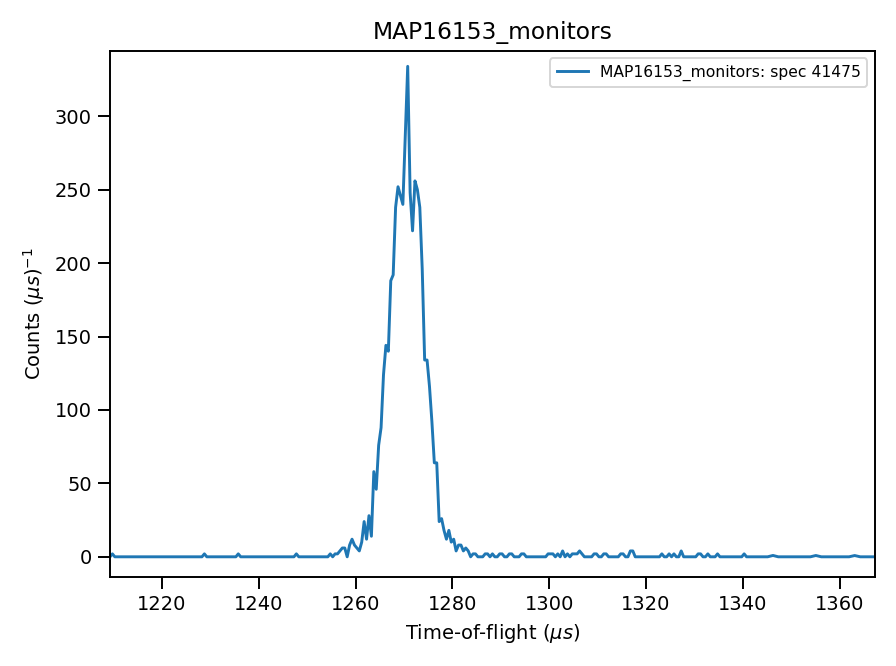 MAP16153_monitors
MAP16153_monitors: spec 41475
Counts (μs)⁻¹
300
250
200
150
100
50
0
1220 1240 1260 1280 1300 1320 1340 1360
Time-of-flight (μs)